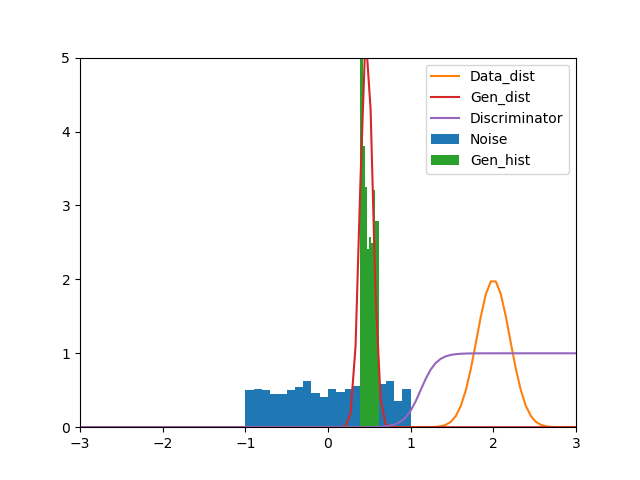 5
4
3
2
1
0
−3
−2
−1
0
1
2
3
Data_dist
Gen_dist
Discriminator
Noise
Gen_hist